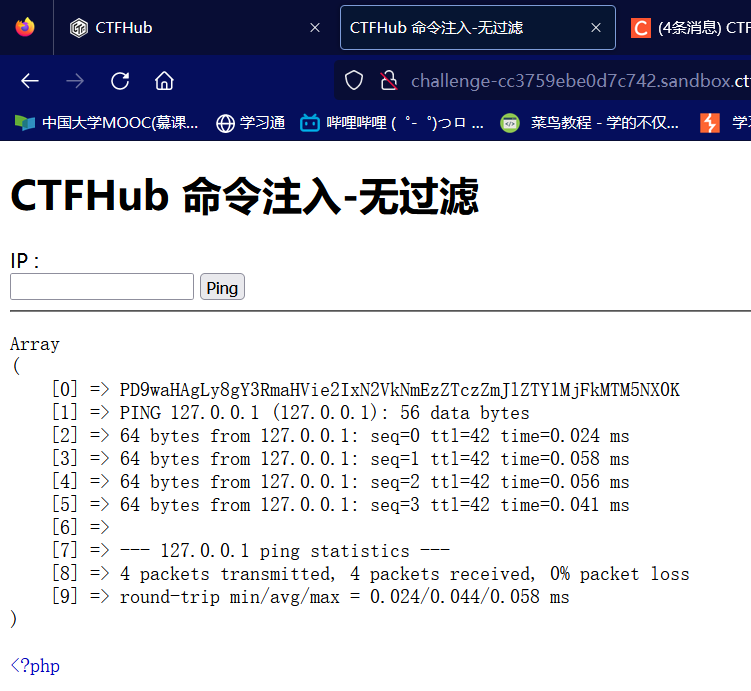 CTFHub
CTFHub 命令注入-无过滤
(4条消息) CTF
challenge-cc3759ebe0d7c742.sandbox.ct
中国大学MOOC(慕课...
学习通
哔哩哔哩 ( ゜- ゜)つロ ...
菜鸟教程 - 学的不仅...
学习
CTFHub 命令注入-无过滤
IP :
Ping
Array
(
[0] => PD9waHAgLy8gY3RmaHVie2IxN2VkNmEzZTczZmJlZTY1MjFkMTM5NX0K
[1] => PING 127.0.0.1 (127.0.0.1): 56 data bytes
[2] => 64 bytes from 127.0.0.1: seq=0 ttl=42 time=0.024 ms
[3] => 64 bytes from 127.0.0.1: seq=1 ttl=42 time=0.058 ms
[4] => 64 bytes from 127.0.0.1: seq=2 ttl=42 time=0.056 ms
[5] => 64 bytes from 127.0.0.1: seq=3 ttl=42 time=0.041 ms
[6] =>
[7] => --- 127.0.0.1 ping statistics ---
[8] => 4 packets transmitted, 4 packets received, 0% packet loss
[9] => round-trip min/avg/max = 0.024/0.044/0.058 ms
)
<?php